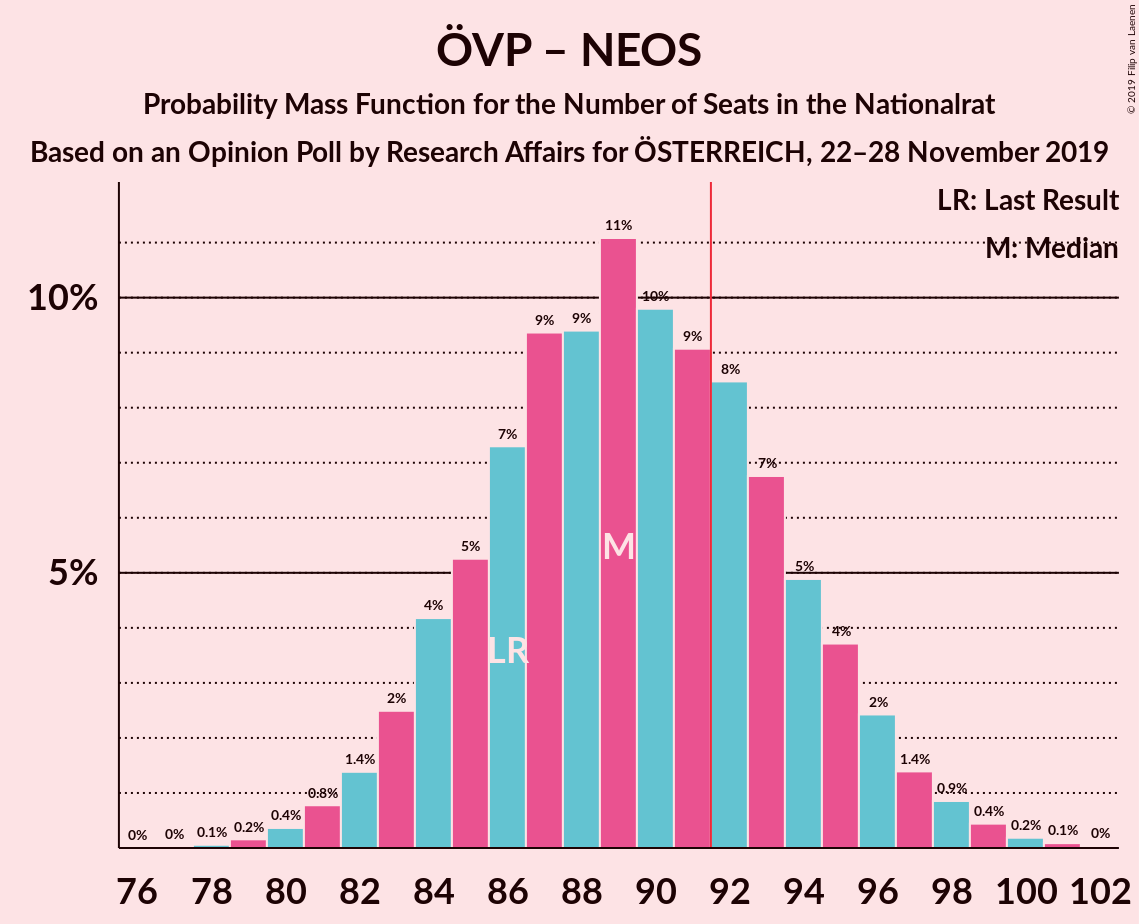 ÖVP – NEOS
Probability Mass Function for the Number of Seats in the Nationalrat
Based on an Opinion Poll by Research Affairs for ÖSTERREICH, 22–28 November 2019
© 2019 Filip van Laenen
LR: Last Result
M: Median
10%
5%
0% 0% 0.1% 0.2% 0.4% 0.8% 1.4% 2% 4% 5% 7% 9% 9% 11% 10% 9% 8% 7% 5% 4% 2% 1.4% 0.9% 0.4% 0.2% 0.1% 0%
M
LR
76 78 80 82 84 86 88 90 92 94 96 98 100 102